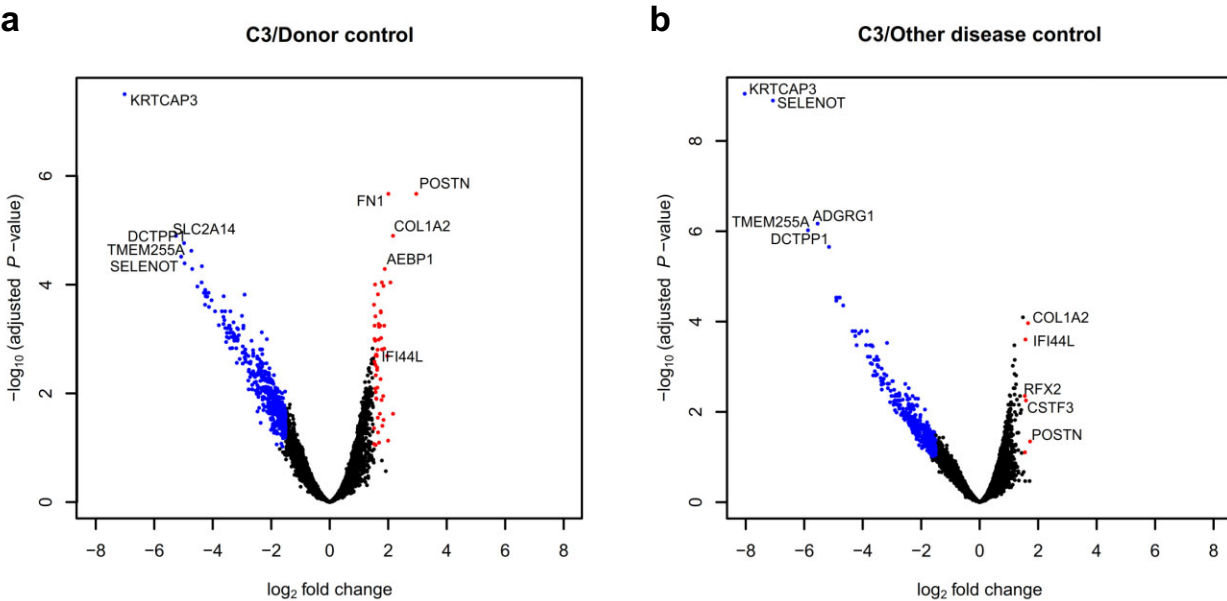 a
C3/Donor control
KRTCAP3
6
POSTN
FN1
SLC2A14
DCTPP1
COL1A2
TMEM255A
AEBP1
SELENOT
4
IFI44L
2
0
−log10 (adjusted P −value)
−8 −6 −4 −2 0 2 4 6 8
log2 fold change
b
C3/Other disease control
KRTCAP3
SELENOT
8
6
TMEM255A
ADGRG1
DCTPP1
4
COL1A2
IFI44L
RFX2
2
CSTF3
POSTN
0
−log10 (adjusted P −value)
−8 −6 −4 −2 0 2 4 6 8
log2 fold change